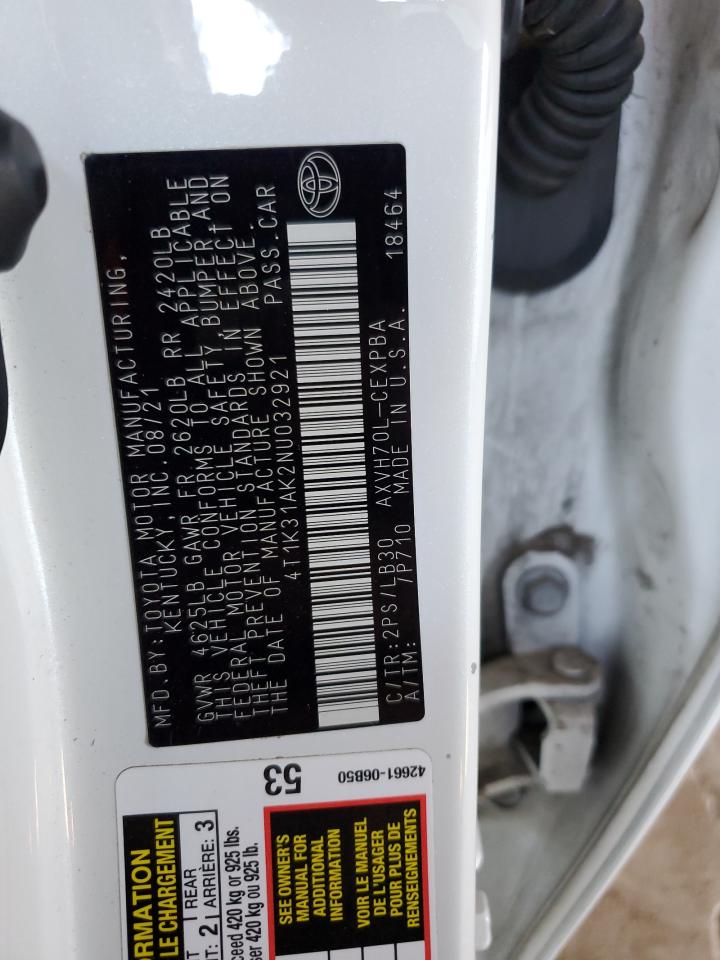 MFD. BY: TOYOTA MOTOR MANUFACTURING,
KENTUCKY, INC. 08/21
GVWR 4625LB GAWR FR 2620LB RR 2420LB
THIS VEHICLE CONFORMS TO ALL APPLICABLE
FEDERAL MOTOR VEHICLE SAFETY, BUMPER AND
THEFT PREVENTION STANDARDS IN EFFECT ON
THE DATE OF MANUFACTURE SHOWN ABOVE.
4T1K31AK2NU032921 PASS. CAR
C/TR: 2PS/LB30 AXVH70L-CEXPBA 18464
A/TM: 7P710 MADE IN U.S.A.
53
42661-06B50
ORMATION
LE CHARGEMENT
NT: 2
REAR
ARRIÈRE: 3
ceed 420 kg or 925 lbs.
ser 420 kg ou 925 lb.
SEE OWNER'S
MANUAL FOR
ADDITIONAL
INFORMATION
VOIR LE MANUEL
DE L'USAGER
POUR PLUS DE